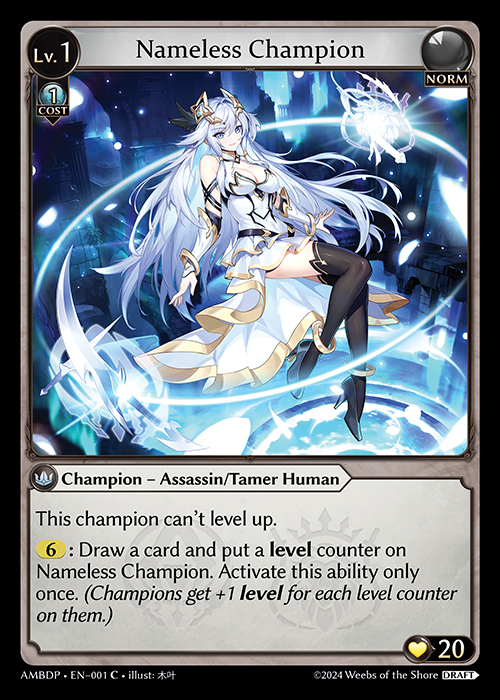 Lv. 1
Nameless Champion
NORM
1
COST
Champion – Assassin/Tamer Human
This champion can't level up.
6 : Draw a card and put a level counter on
Nameless Champion. Activate this ability only
once. (Champions get +1 level for each level counter
on them.)
20
AMBDP • EN–001 C • illust: 木叶
©2024 Weebs of the Shore DRAFT